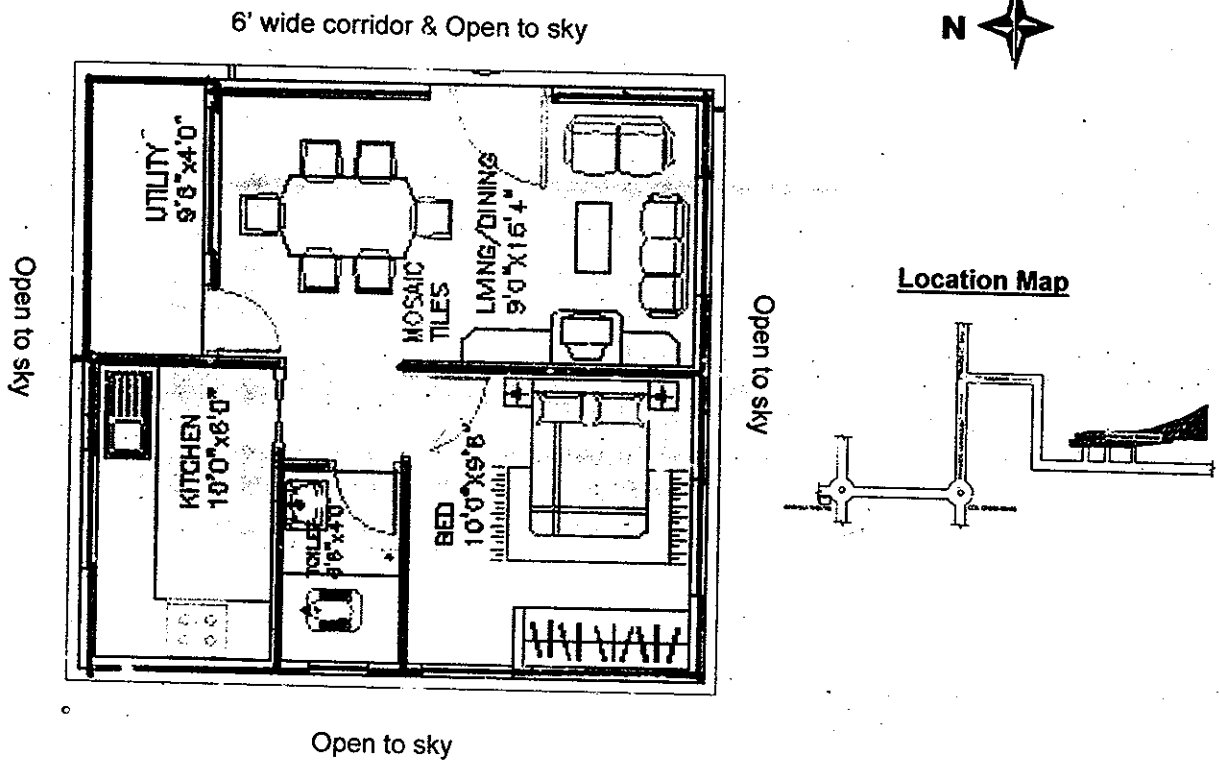 6' wide corridor & Open to sky
N
UTILITY
9'6"x4'0"
LIVING/DINING
9'0"X16'4"
MOSAIC
TILES
Open to sky
Open to sky
Location Map
KITCHEN
10'0"x6'0"
BED
10'0"X9'6"
TOILET
Open to sky